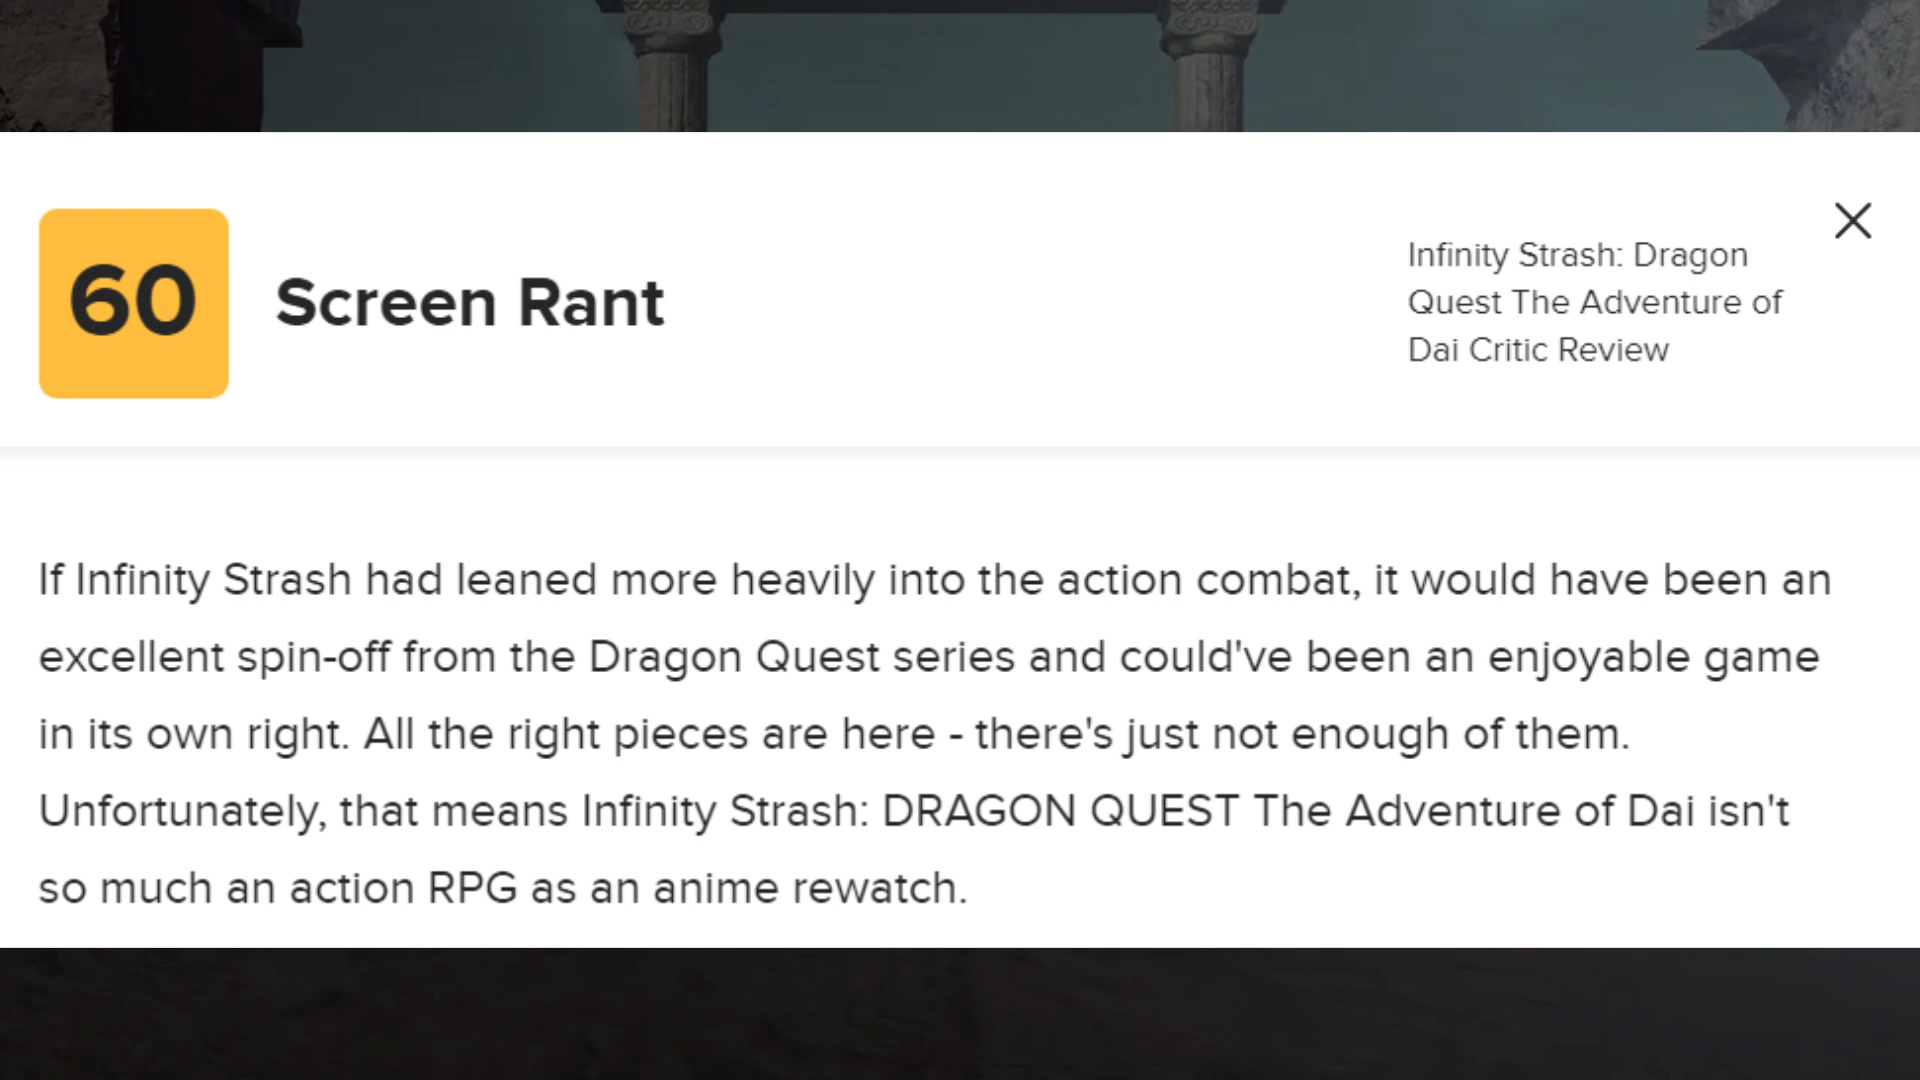 60
Screen Rant
Infinity Strash: Dragon
Quest The Adventure of
Dai Critic Review
If Infinity Strash had leaned more heavily into the action combat, it would have been an
excellent spin-off from the Dragon Quest series and could've been an enjoyable game
in its own right. All the right pieces are here - there's just not enough of them.
Unfortunately, that means Infinity Strash: DRAGON QUEST The Adventure of Dai isn't
so much an action RPG as an anime rewatch.